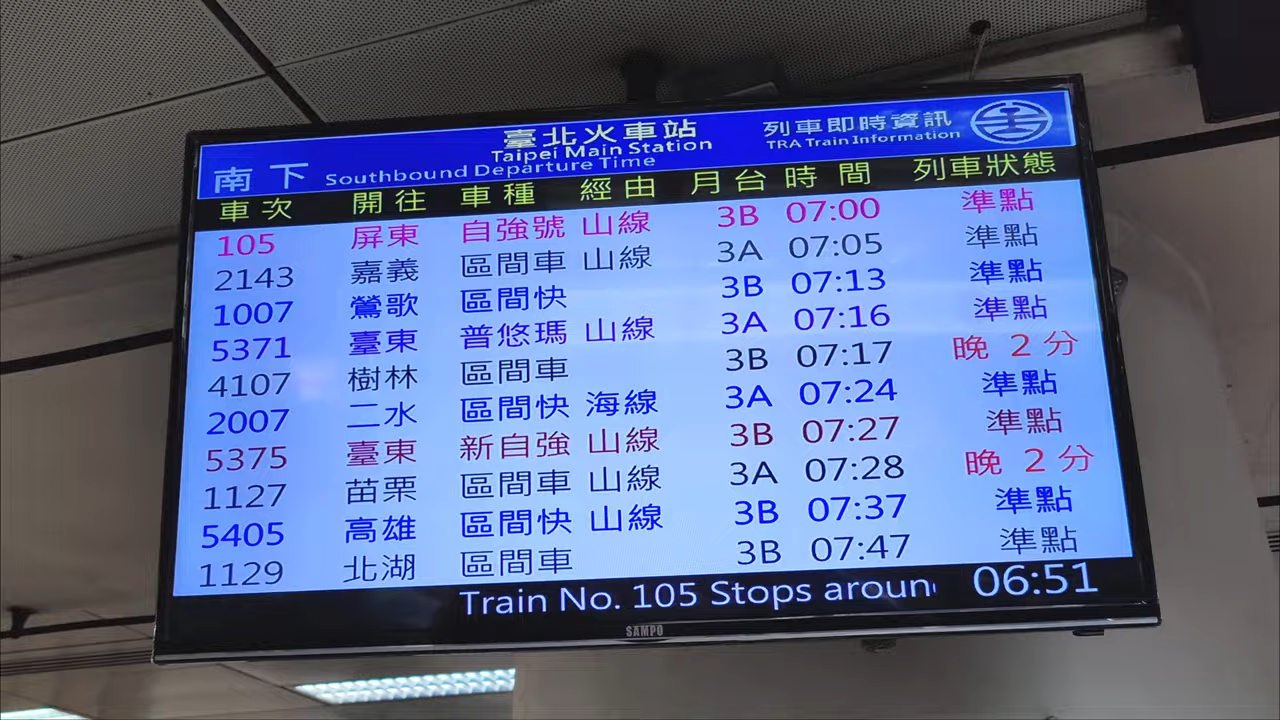 臺北火車站
Taipei Main Station
列車即時資訊
TRA Train Information
南下 Southbound Departure Time
車次 開往 車種 經由 月台 時間 列車狀態
105 屏東 自強號 山線 3B 07:00 準點
2143 嘉義 區間車 山線 3A 07:05 準點
1007 鶯歌 區間快 3B 07:13 準點
5371 臺東 普悠瑪 山線 3A 07:16 準點
4107 樹林 區間車 3B 07:17 晚 2 分
2007 二水 區間快 海線 3A 07:24 準點
5375 臺東 新自強 山線 3B 07:27 準點
1127 苗栗 區間車 山線 3A 07:28 晚 2 分
5405 高雄 區間快 山線 3B 07:37 準點
1129 北湖 區間車 3B 07:47 準點
Train No. 105 Stops aroun 06:51
SAMPO